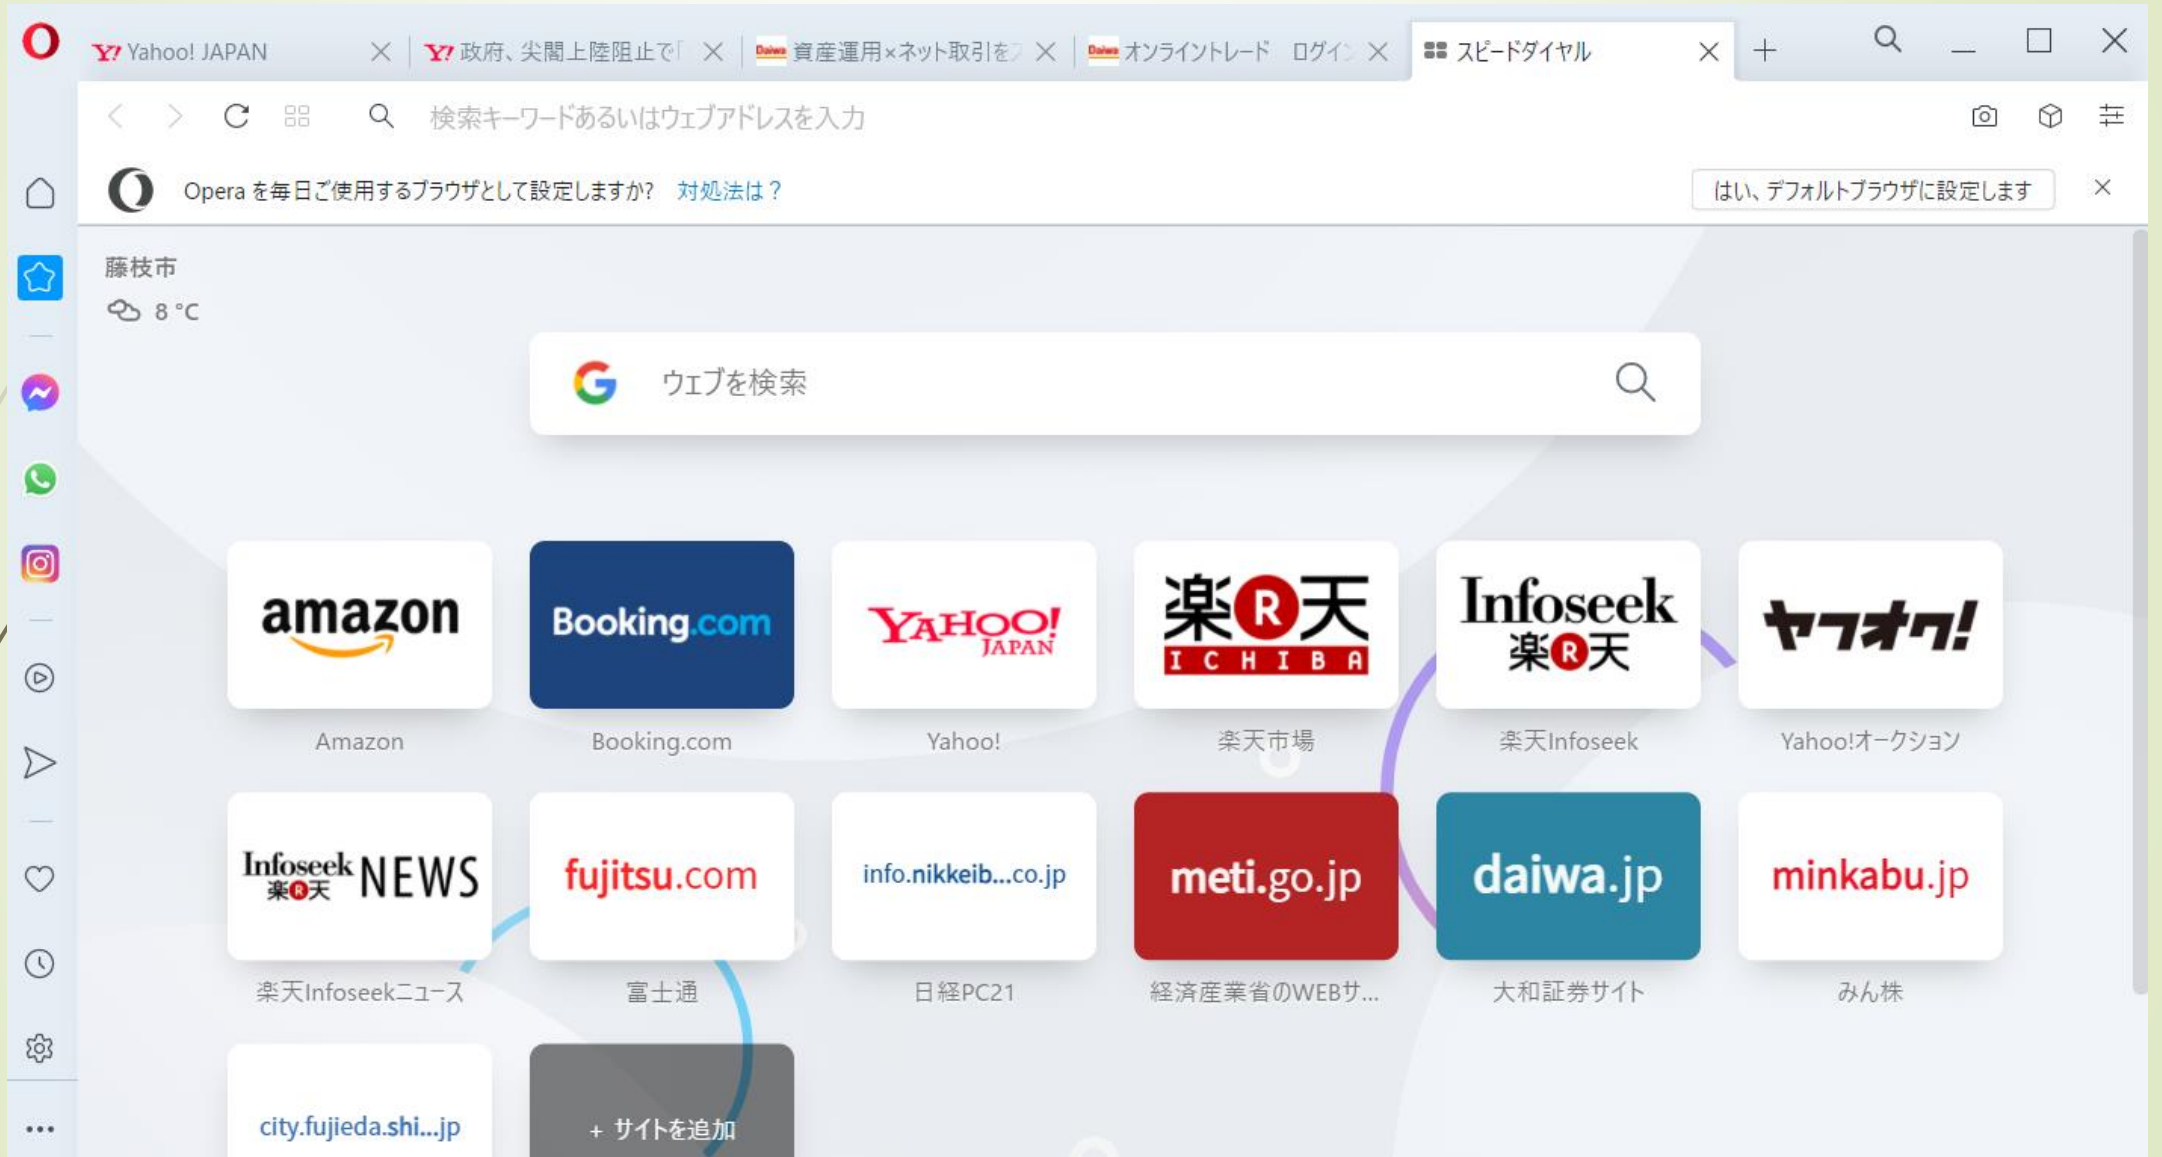 Yahoo! JAPAN
政府、尖閣上陸阻止で「
Daiwa 資産運用×ネット取引を
Daiwa オンライントレード ログイン
スピードダイヤル
検索キーワードあるいはウェブアドレスを入力
Opera を毎日ご使用するブラウザとして設定しますか? 対処法は？
はい、デフォルトブラウザに設定します
藤枝市
8 °C
ウェブを検索
amazon
Booking.com
YAHOO!
JAPAN
楽R天
ICHIBA
Infoseek
楽R天
ヤフオク!
Amazon
Booking.com
Yahoo!
楽天市場
楽天Infoseek
Yahoo!オークション
Infoseek
楽R天
NEWS
fujitsu.com
info.nikkeib...co.jp
meti.go.jp
daiwa.jp
minkabu.jp
楽天Infoseekニュース
富士通
日経PC21
経済産業省のWEBサ...
大和証券サイト
みん株
city.fujieda.shi...jp
+ サイトを追加